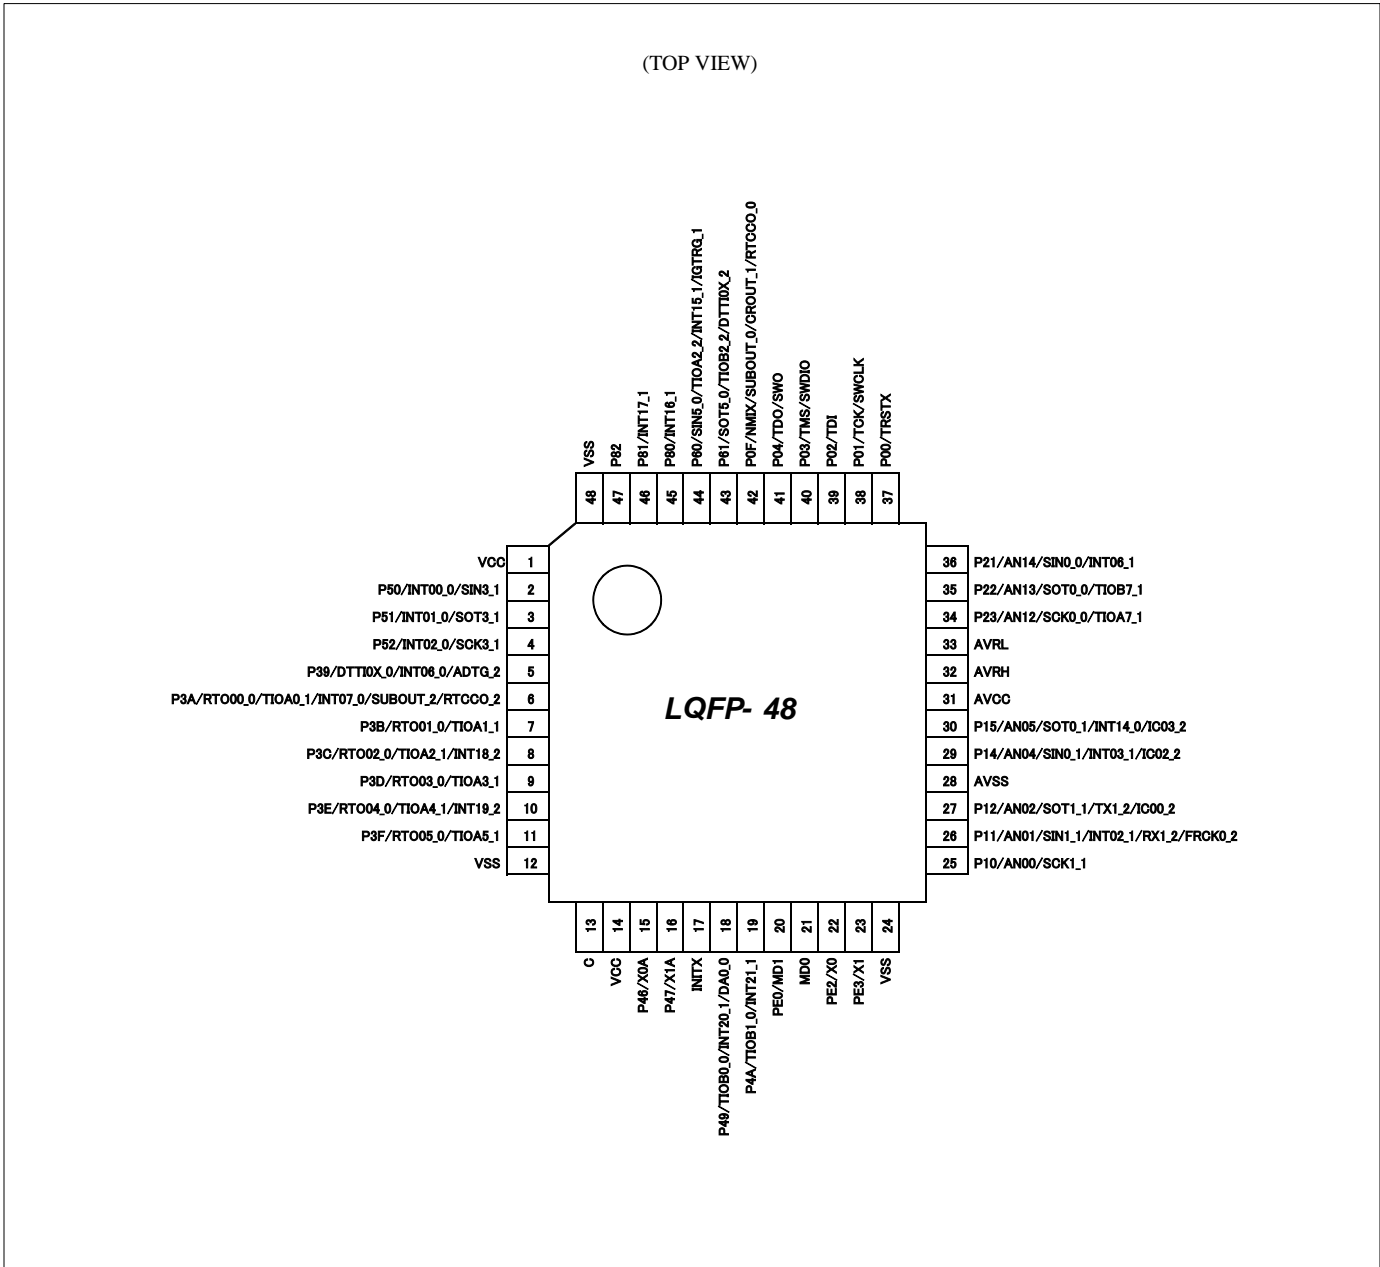 (TOP VIEW)
VSS
P82
P81/INT17_1
P80/INT16_1
P60/SIN5_0/TIOA2_2/INT15_1/IGTRG_1
P61/SOT5_0/TIOB2_2/DTTI0X_2
P0F/NMIX/SUBOUT_0/CROUT_1/RTCCO_0
P04/TDO/SWO
P03/TMS/SWDIO
P02/TDI
P01/TCK/SWCLK
P00/TRSTX
48
47
46
45
44
43
42
41
40
39
38
37
VCC 1
P50/INT00_0/SIN3_1 2
P51/INT01_0/SOT3_1 3
P52/INT02_0/SCK3_1 4
P39/DTTI0X_0/INT06_0/ADTG_2 5
P3A/RTO00_0/TIOA0_1/INT07_0/SUBOUT_2/RTCCO_2 6
P3B/RTO01_0/TIOA1_1 7
P3C/RTO02_0/TIOA2_1/INT18_2 8
P3D/RTO03_0/TIOA3_1 9
P3E/RTO04_0/TIOA4_1/INT19_2 10
P3F/RTO05_0/TIOA5_1 11
VSS 12
LQFP- 48
36 P21/AN14/SIN0_0/INT06_1
35 P22/AN13/SOT0_0/TIOB7_1
34 P23/AN12/SCK0_0/TIOA7_1
33 AVRL
32 AVRH
31 AVCC
30 P15/AN05/SOT0_1/INT14_0/IC03_2
29 P14/AN04/SIN0_1/INT03_1/IC02_2
28 AVSS
27 P12/AN02/SOT1_1/TX1_2/IC00_2
26 P11/AN01/SIN1_1/INT02_1/RX1_2/FRCK0_2
25 P10/AN00/SCK1_1
13
14
15
16
17
18
19
20
21
22
23
24
C
VCC
P46/X0A
P47/X1A
INITX
P49/TIOB0_0/INT20_1/DA0_0
P4A/TIOB1_0/INT21_1
PE0/MD1
MD0
PE2/X0
PE3/X1
VSS